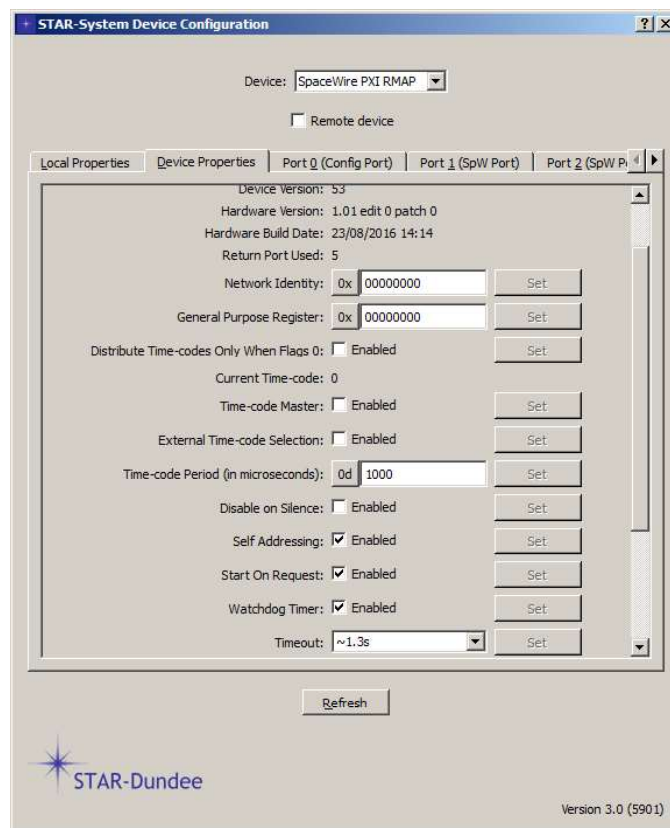 STAR-System Device Configuration
Device: SpaceWire PXI RMAP
Remote device
Local Properties Device Properties Port 0 (Config Port) Port 1 (SpW Port) Port 2 (SpW P
Device Version: 53
Hardware Version: 1.01 edit 0 patch 0
Hardware Build Date: 23/08/2016 14:14
Return Port Used: 5
Network Identity: 0x 00000000 Set
General Purpose Register: 0x 00000000 Set
Distribute Time-codes Only When Flags 0: Enabled Set
Current Time-code: 0
Time-code Master: Enabled Set
External Time-code Selection: Enabled Set
Time-code Period (in microseconds): 0d 1000 Set
Disable on Silence: Enabled Set
Self Addressing: Enabled Set
Start On Request: Enabled Set
Watchdog Timer: Enabled Set
Timeout: ~1.3s Set
Refresh
STAR-Dundee
Version 3.0 (5901)